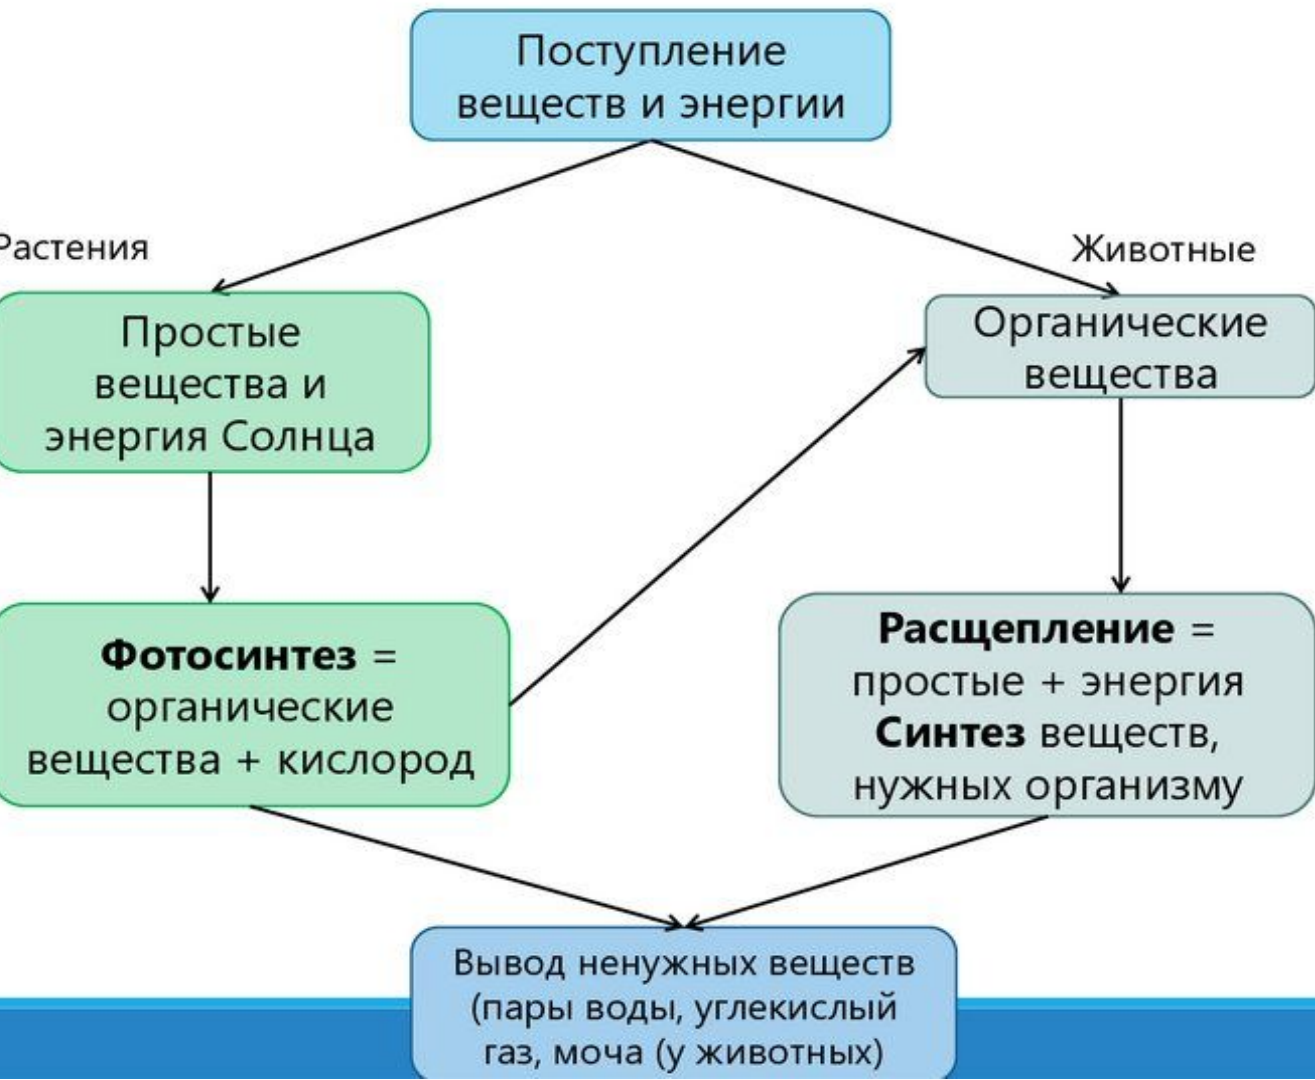 Поступление
веществ и энергии
Растения
Животные
Простые
вещества и
энергия Солнца
Органические
вещества
Фотосинтез =
органические
вещества + кислород
Расщепление =
простые + энергия
Синтез веществ,
нужных организму
Вывод ненужных веществ
(пары воды, углекислый
газ, моча (у животных)